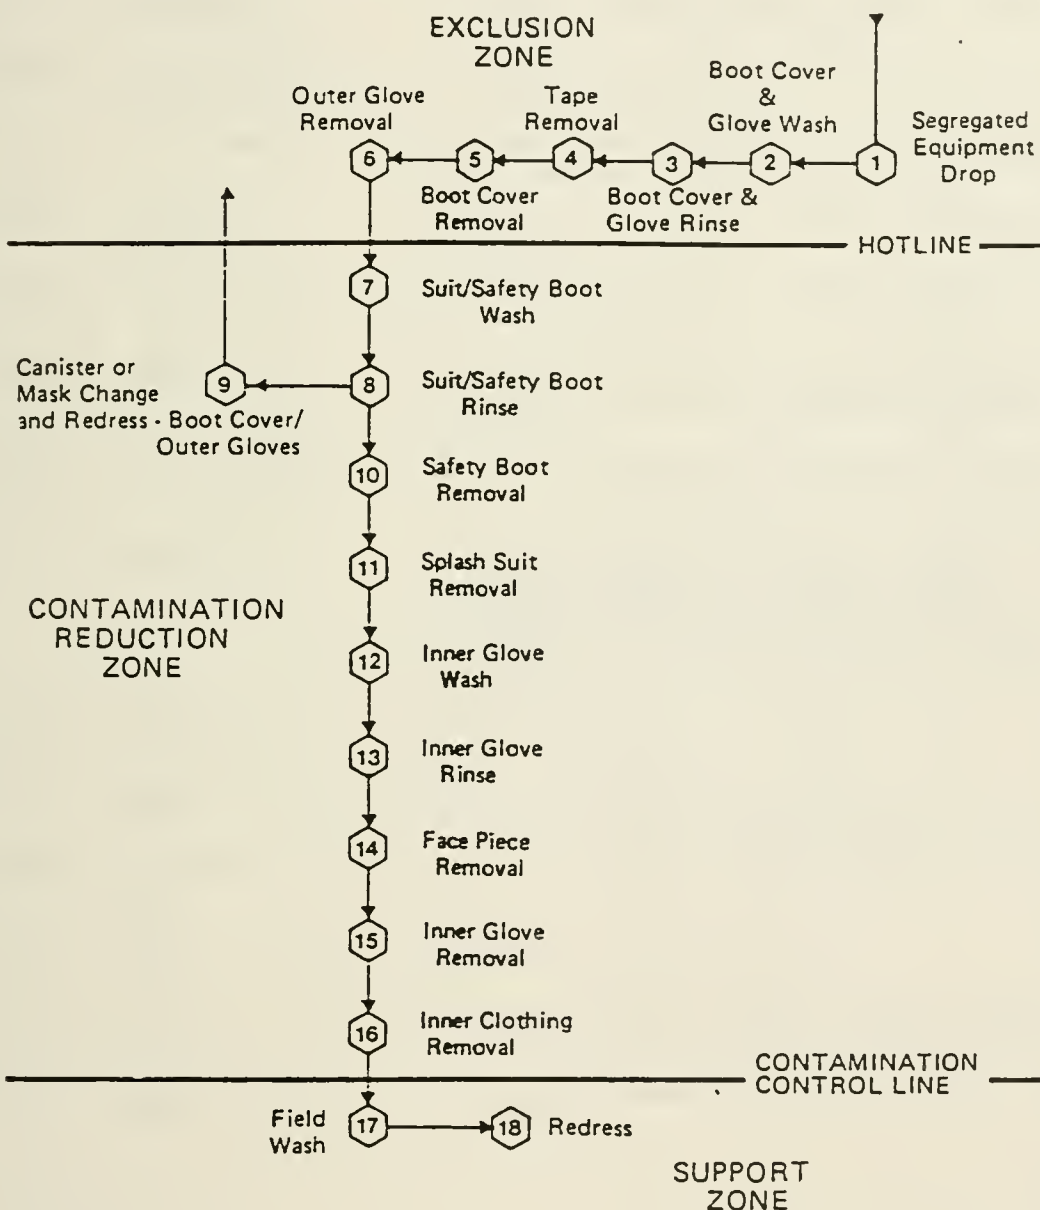 EXCLUSION
ZONE
Segregated
Equipment
Drop
1
Boot Cover
&
Glove Wash
2
Boot Cover &
Glove Rinse
3
Tape
Removal
4
Boot Cover
Removal
5
Outer Glove
Removal
6
HOTLINE
7
Suit/Safety Boot
Wash
8
Suit/Safety Boot
Rinse
9
Canister or
Mask Change
and Redress - Boot Cover/
Outer Gloves
10
Safety Boot
Removal
11
Splash Suit
Removal
CONTAMINATION
REDUCTION
ZONE
12
Inner Glove
Wash
13
Inner Glove
Rinse
14
Face Piece
Removal
15
Inner Glove
Removal
16
Inner Clothing
Removal
CONTAMINATION
CONTROL LINE
Field
Wash
17
18
Redress
SUPPORT
ZONE